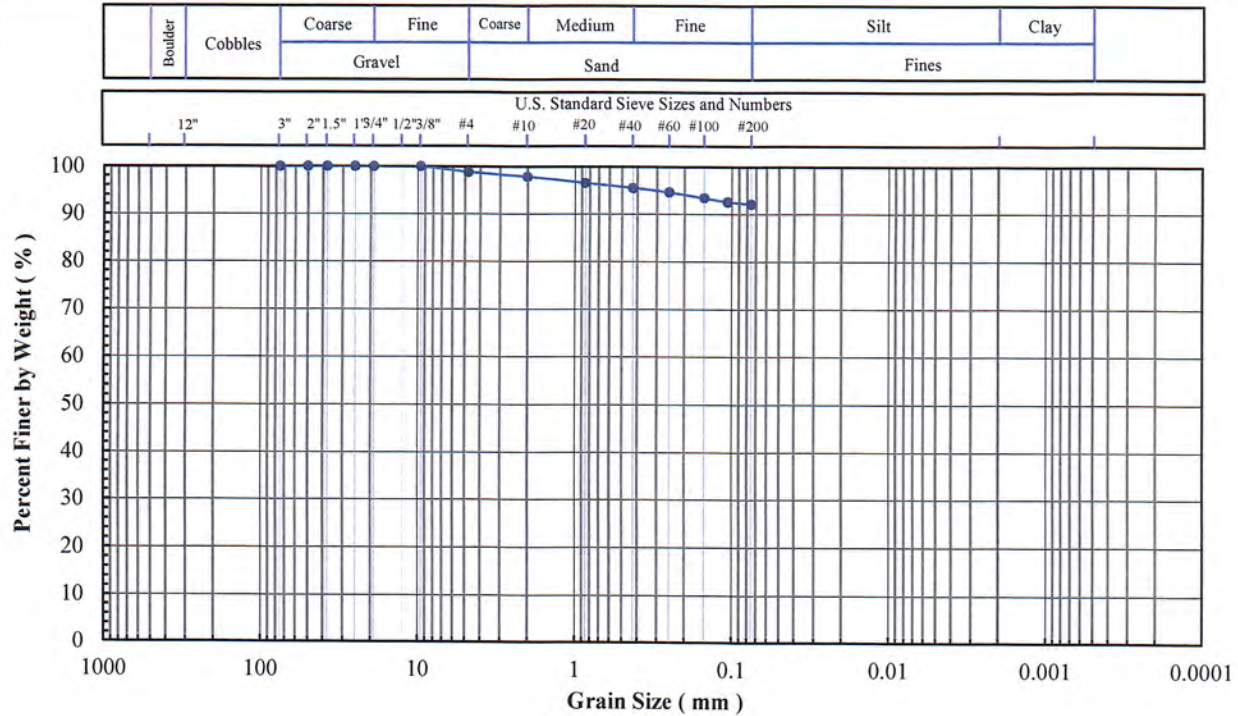 Boulder Cobbles Coarse Fine Coarse Medium Fine Silt Clay
Gravel Sand Fines
U.S. Standard Sieve Sizes and Numbers
12" 3" 2" 1.5" 1" 3/4" 1/2" 3/8" #4 #10 #20 #40 #60 #100 #200
Percent Finer by Weight ( % )
100
90
80
70
60
50
40
30
20
10
0
1000 100 10 1 0.1 0.01 0.001 0.0001
Grain Size ( mm )